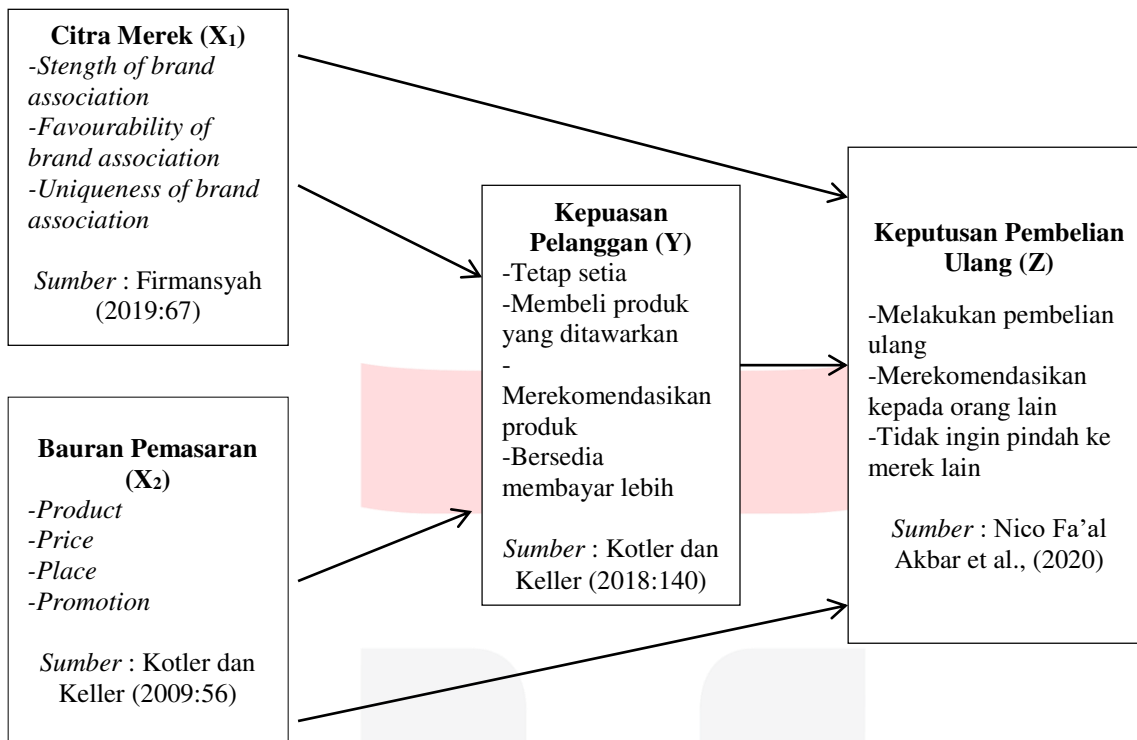 Citra Merek (X₁)
-Stength of brand
association
-Favourability of
brand association
-Uniqueness of brand
association
Sumber : Firmansyah
(2019:67)
Bauran Pemasaran
(X₂)
-Product
-Price
-Place
-Promotion
Sumber : Kotler dan
Keller (2009:56)
Kepuasan
Pelanggan (Y)
-Tetap setia
-Membeli produk
yang ditawarkan
-
Merekomendasikan
produk
-Bersedia
membayar lebih
Sumber : Kotler dan
Keller (2018:140)
Keputusan Pembelian
Ulang (Z)
-Melakukan pembelian
ulang
-Merekomendasikan
kepada orang lain
-Tidak ingin pindah ke
merek lain
Sumber : Nico Fa’al
Akbar et al., (2020)